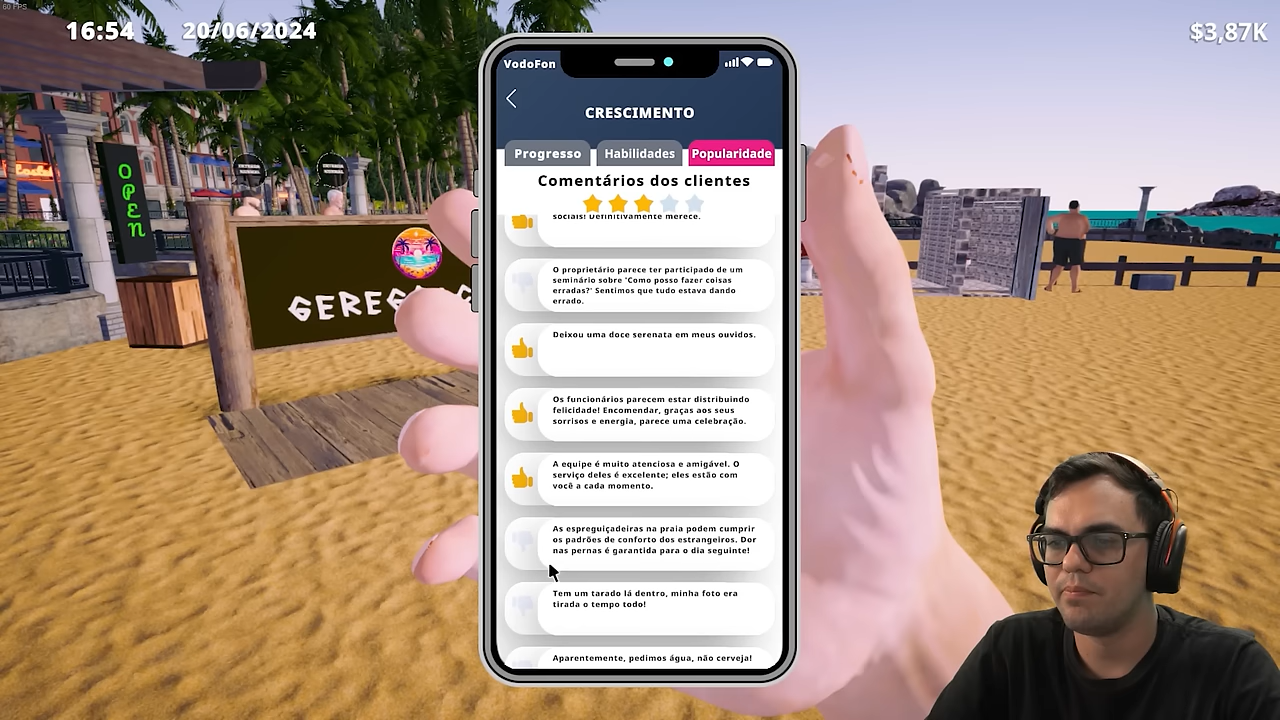 60 FPS
16:54 20/06/2024
$3,87K
VodoFon
CRESCIMENTO
Progresso Habilidades Popularidade
Comentários dos clientes
sociais! Definitivamente merece.
O proprietário parece ter participado de um
seminário sobre 'Como posso fazer coisas
erradas?' Sentimos que tudo estava dando
errado.
Deixou uma doce serenata em meus ouvidos.
Os funcionários parecem estar distribuindo
felicidade! Encomendar, graças aos seus
sorrisos e energia, parece uma celebração.
A equipe é muito atenciosa e amigável. O
serviço deles é excelente; eles estão com
você a cada momento.
As espreguiçadeiras na praia podem cumprir
os padrões de conforto dos estrangeiros. Dor
nas pernas é garantida para o dia seguinte!
Tem um tarado lá dentro, minha foto era
tirada o tempo todo!
Aparentemente, pedimos água, não cerveja!
OPEN